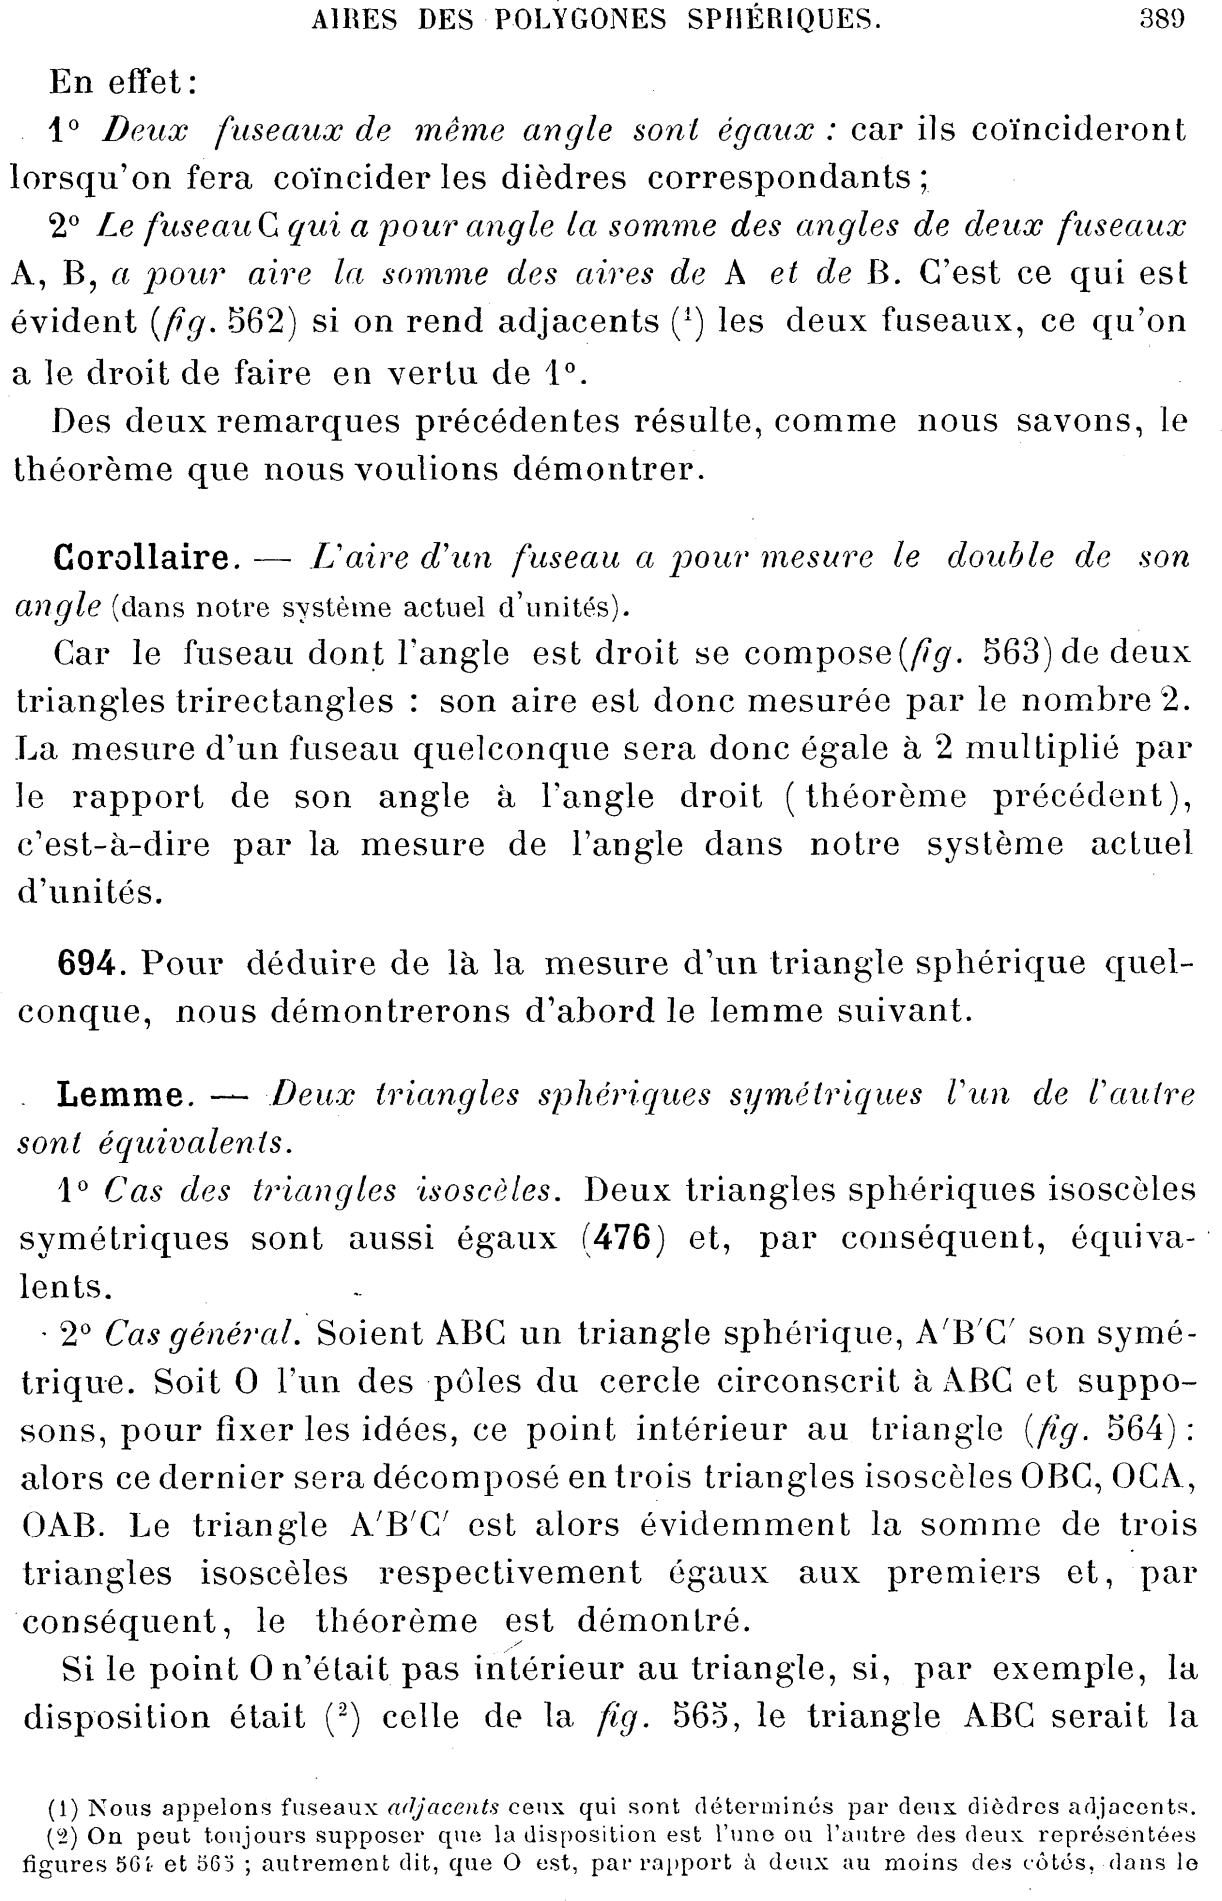 AIRES DES POLYGONES SPHÉRIQUES. 389
En effet:
1° Deux fuseaux de même angle sont égaux : car ils coïncideront
lorsqu'on fera coïncider les dièdres correspondants ;
2° Le fuseau C qui a pour angle la somme des angles de deux fuseaux
A, B, a pour aire la somme des aires de A et de B. C'est ce qui est
évident (fig. 562) si on rend adjacents (¹) les deux fuseaux, ce qu'on
a le droit de faire en vertu de 1°.
Des deux remarques précédentes résulte, comme nous savons, le
théorème que nous voulions démontrer.
Corollaire. — L'aire d'un fuseau a pour mesure le double de son
angle (dans notre système actuel d'unités).
Car le fuseau dont l'angle est droit se compose (fig. 563) de deux
triangles trirectangles : son aire est donc mesurée par le nombre 2.
La mesure d'un fuseau quelconque sera donc égale à 2 multiplié par
le rapport de son angle à l'angle droit (théorème précédent),
c'est-à-dire par la mesure de l'angle dans notre système actuel
d'unités.
694. Pour déduire de là la mesure d'un triangle sphérique quel-
conque, nous démontrerons d'abord le lemme suivant.
Lemme. — Deux triangles sphériques symétriques l'un de l'autre
sont équivalents.
1° Cas des triangles isoscèles. Deux triangles sphériques isoscèles
symétriques sont aussi égaux (476) et, par conséquent, équiva-
lents.
2° Cas général. Soient ABC un triangle sphérique, A'B'C' son symé-
trique. Soit O l'un des pôles du cercle circonscrit à ABC et suppo-
sons, pour fixer les idées, ce point intérieur au triangle (fig. 564) :
alors ce dernier sera décomposé en trois triangles isoscèles OBC, OCA,
OAB. Le triangle A'B'C' est alors évidemment la somme de trois
triangles isoscèles respectivement égaux aux premiers et, par
conséquent, le théorème est démontré.
Si le point O n'était pas intérieur au triangle, si, par exemple, la
disposition était (²) celle de la fig. 565, le triangle ABC serait la
(1) Nous appelons fuseaux adjacents ceux qui sont déterminés par deux dièdres adjacents.
(2) On peut toujours supposer que la disposition est l'une ou l'autre des deux représentées
figures 564 et 565 ; autrement dit, que O est, par rapport à deux au moins des côtés, dans le